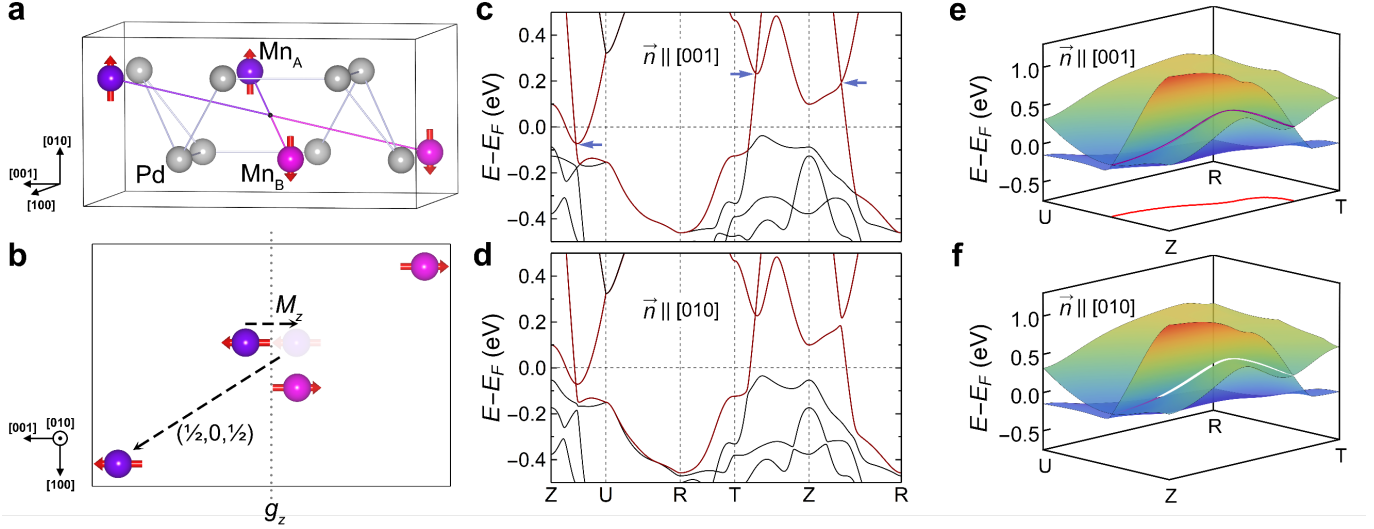 a
Mn_A
[010]
[001]
[100]
Pd
Mn_B
b
M_z
[001]
[010]
[100]
(½,0,½)
g_z
c
0.4
0.2
0.0
−0.2
−0.4
E−E_F (eV)
n⃗ || [001]
d
0.4
0.2
0.0
−0.2
−0.4
E−E_F (eV)
n⃗ || [010]
Z U R T Z R
e
n⃗ || [001]
1.0
0.5
0.0
−0.5
E−E_F (eV)
R
U
T
Z
f
n⃗ || [010]
1.0
0.5
0.0
−0.5
E−E_F (eV)
R
U
T
Z